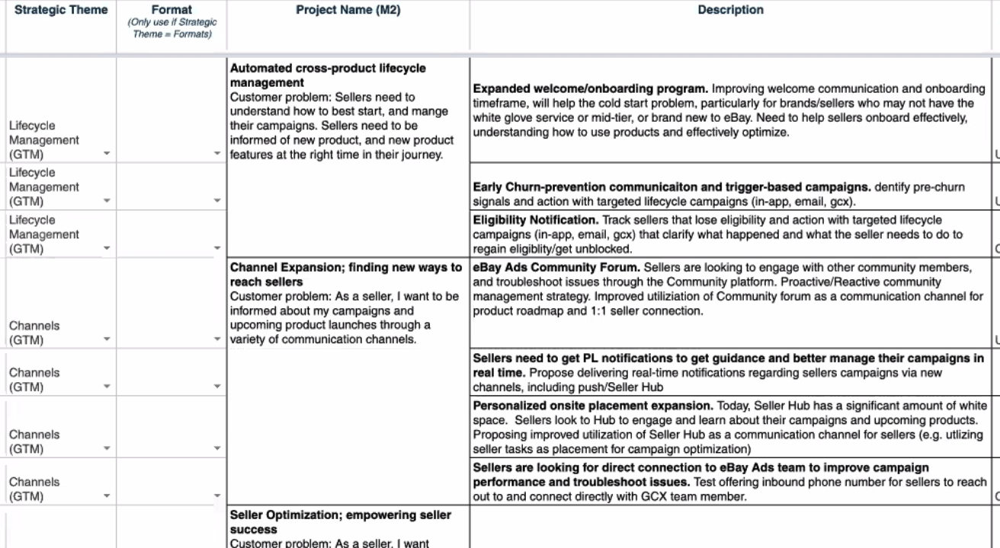 Strategic Theme
Format
(Only use if Strategic
Theme = Formats)
Project Name (M2)
Description
Lifecycle
Management
(GTM)
Automated cross-product lifecycle
management
Customer problem: Sellers need to
understand how to best start, and mange
their campaigns. Sellers need to be
informed of new product, and new product
features at the right time in their journey.
Expanded welcome/onboarding program. Improving welcome communication and onboarding
timeframe, will help the cold start problem, particularly for brands/sellers who may not have the
white glove service or mid-tier, or brand new to eBay. Need to help sellers onboard effectively,
understanding how to use products and effectively optimize.
Lifecycle
Management
(GTM)
Early Churn-prevention communicaiton and trigger-based campaigns. dentify pre-churn
signals and action with targeted lifecycle campaigns (in-app, email, gcx).
Lifecycle
Management
(GTM)
Eligibility Notification. Track sellers that lose eligibility and action with targeted lifecycle
campaigns (in-app, email, gcx) that clarify what happened and what the seller needs to do to
regain eligiblity/get unblocked.
Channels
(GTM)
Channel Expansion; finding new ways to
reach sellers
Customer problem: As a seller, I want to be
informed about my campaigns and
upcoming product launches through a
variety of communication channels.
eBay Ads Community Forum. Sellers are looking to engage with other community members,
and troubleshoot issues through the Community platform. Proactive/Reactive community
management strategy. Improved utiliziation of Community forum as a communication channel for
product roadmap and 1:1 seller connection.
Channels
(GTM)
Sellers need to get PL notifications to get guidance and better manage their campaigns in
real time. Propose delivering real-time notifications regarding sellers campaigns via new
channels, including push/Seller Hub
Channels
(GTM)
Personalized onsite placement expansion. Today, Seller Hub has a significant amount of white
space.  Sellers look to Hub to engage and learn about their campaigns and upcoming products.
Proposing improved utilization of Seller Hub as a communication channel for sellers (e.g. utlizing
seller tasks as placement for campaign optimization)
Channels
(GTM)
Sellers are looking for direct connection to eBay Ads team to improve campaign
performance and troubleshoot issues. Test offering inbound phone number for sellers to reach
out to and connect directly with GCX team member.
Seller Optimization; empowering seller
success
Customer problem: As a seller, I want